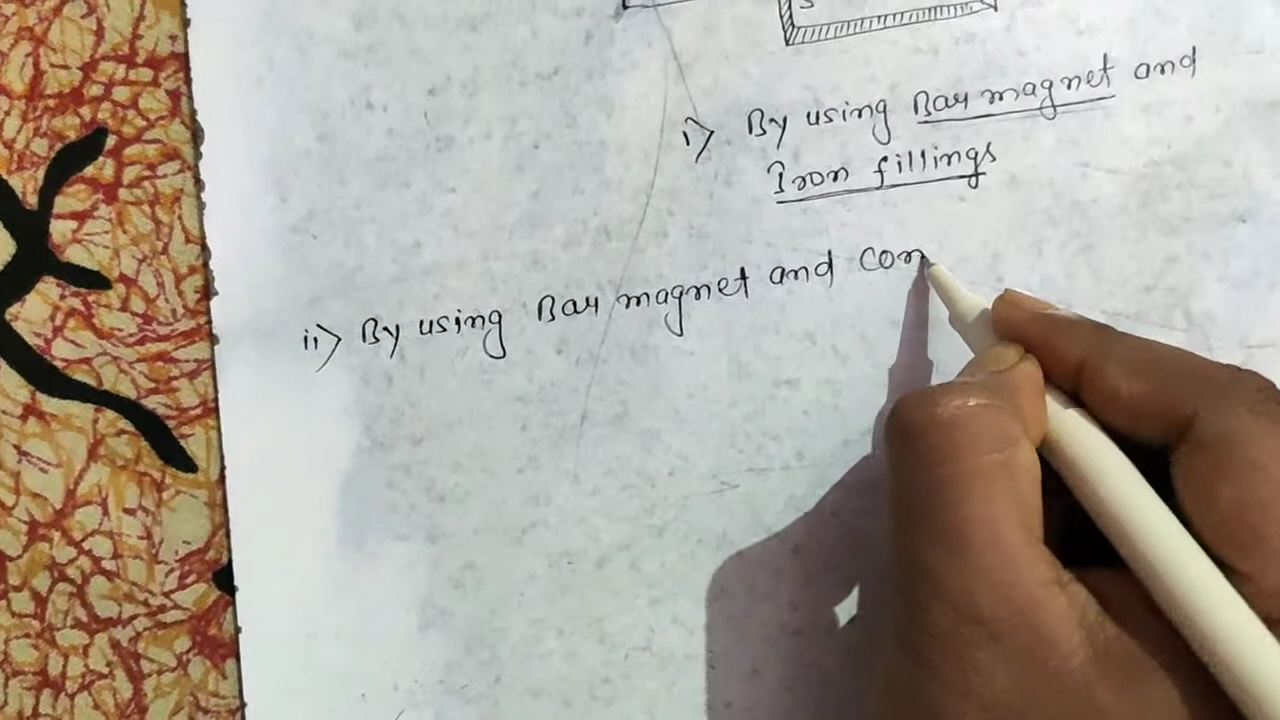 S
i) By using Bar magnet and
Iron fillings
ii) By using Bar magnet and com